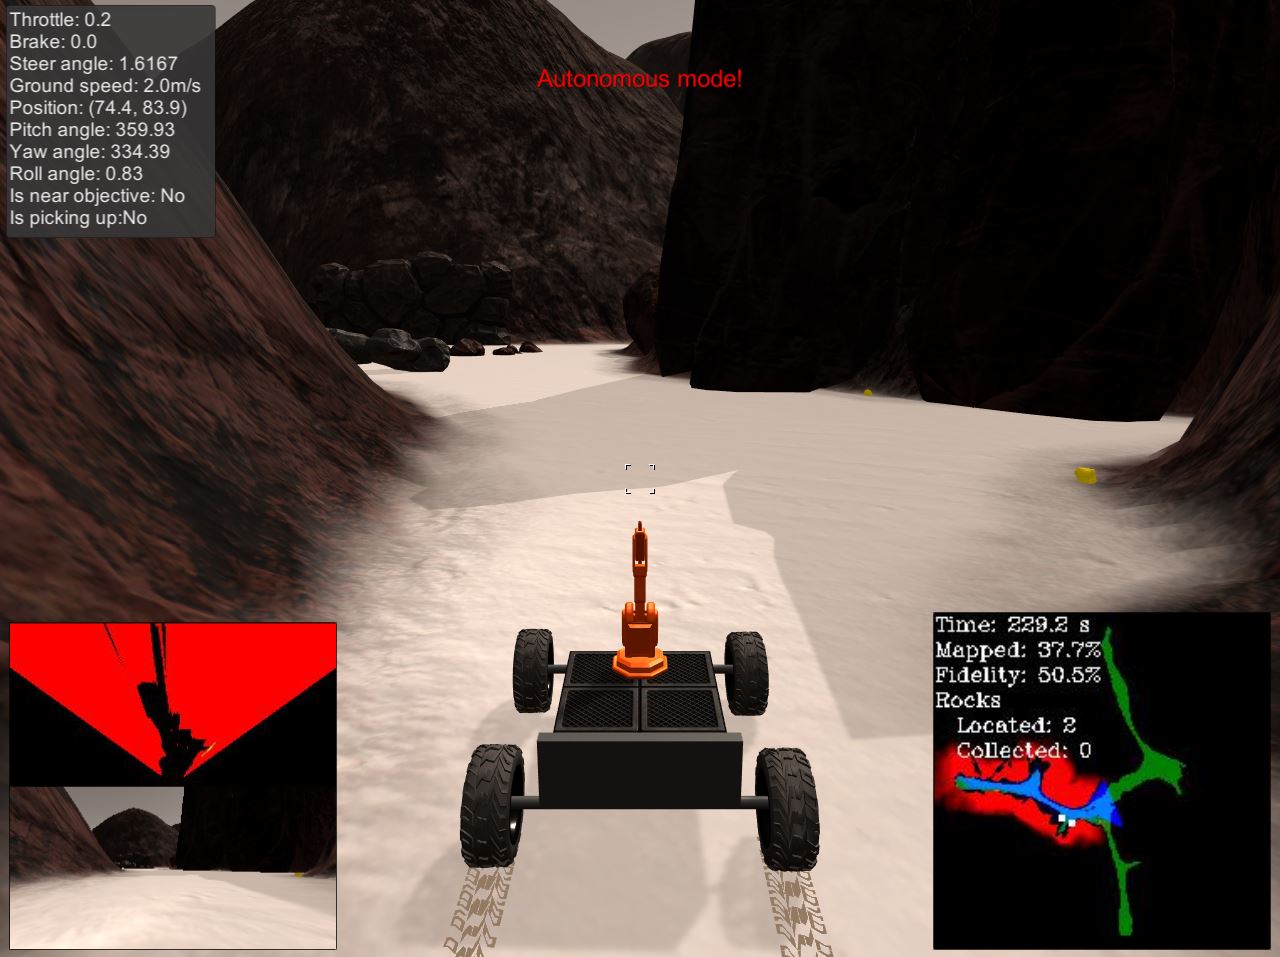 Throttle: 0.2
Brake: 0.0
Steer angle: 1.6167
Ground speed: 2.0m/s
Position: (74.4, 83.9)
Pitch angle: 359.93
Yaw angle: 334.39
Roll angle: 0.83
Is near objective: No
Is picking up:No
Autonomous mode!
Time: 229.2 s
Mapped: 37.7%
Fidelity: 50.5%
Rocks
Located: 2
Collected: 0